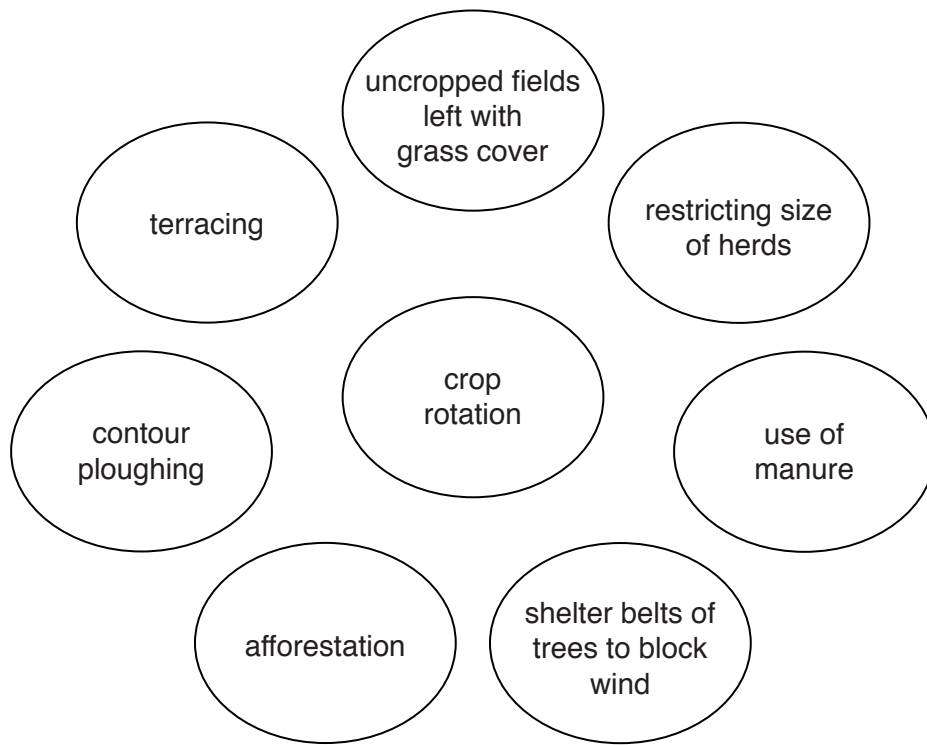 uncropped fields
left with
grass cover
terracing
restricting size
of herds
crop
rotation
contour
ploughing
use of
manure
afforestation
shelter belts of
trees to block
wind